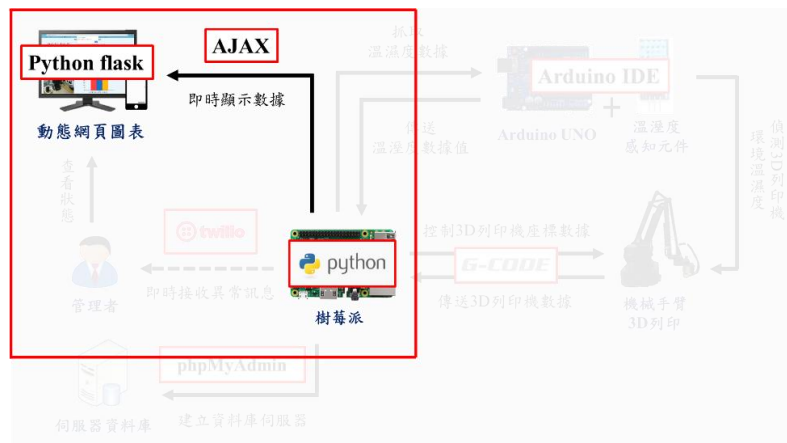 AJAX
Python flask
即時顯示數據
動態網頁圖表
抓取
溫濕度數據
Arduino IDE
傳送
溫溼度數據值
Arduino UNO
+
溫溼度
感知元件
偵測3D列印機
環境溫濕度
查看狀態
twilio
管理者
即時接收異常訊息
python
樹莓派
控制3D列印機座標數據
G-CODE
傳送3D列印機數據
機械手臂
3D列印
phpMyAdmin
伺服器資料庫
建立資料庫伺服器